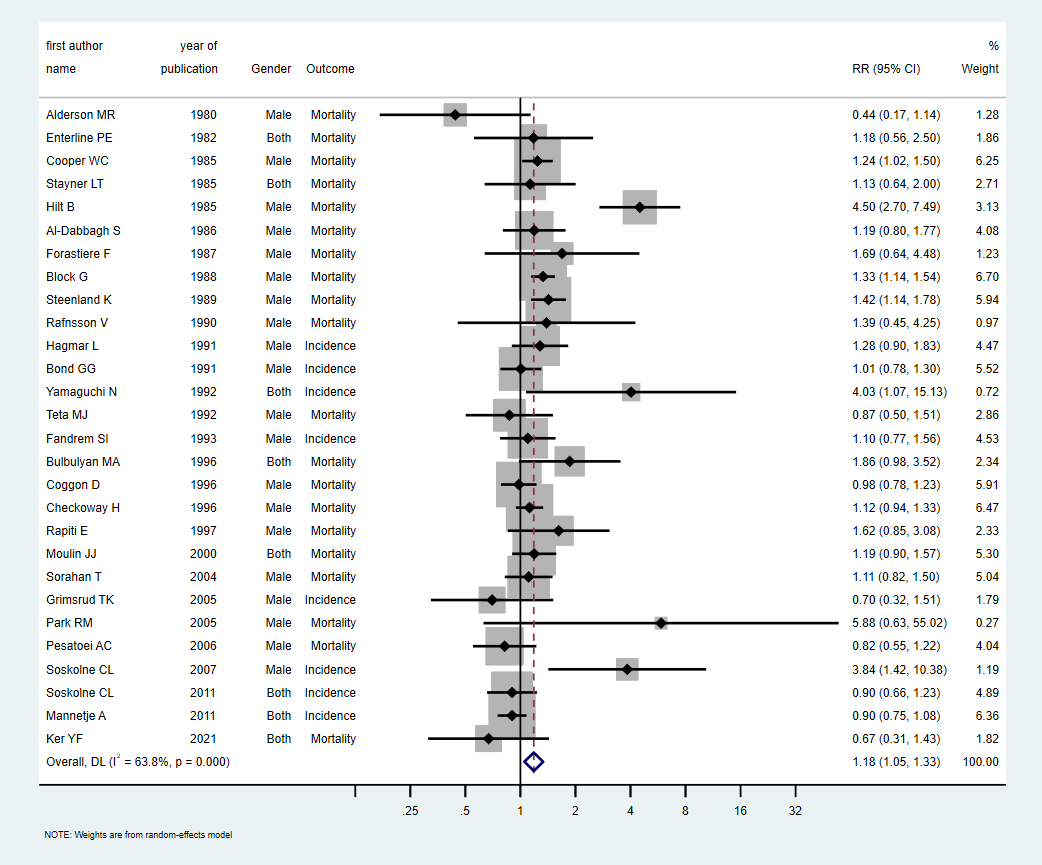 first author year of %
name publication Gender Outcome RR (95% CI) Weight
Alderson MR 1980 Male Mortality 0.44 (0.17, 1.14) 1.28
Enterline PE 1982 Both Mortality 1.18 (0.56, 2.50) 1.86
Cooper WC 1985 Male Mortality 1.24 (1.02, 1.50) 6.25
Stayner LT 1985 Both Mortality 1.13 (0.64, 2.00) 2.71
Hilt B 1985 Male Mortality 4.50 (2.70, 7.49) 3.13
Al-Dabbagh S 1986 Male Mortality 1.19 (0.80, 1.77) 4.08
Forastiere F 1987 Male Mortality 1.69 (0.64, 4.48) 1.23
Block G 1988 Male Mortality 1.33 (1.14, 1.54) 6.70
Steenland K 1989 Male Mortality 1.42 (1.14, 1.78) 5.94
Rafnsson V 1990 Male Mortality 1.39 (0.45, 4.25) 0.97
Hagmar L 1991 Male Incidence 1.28 (0.90, 1.83) 4.47
Bond GG 1991 Male Incidence 1.01 (0.78, 1.30) 5.52
Yamaguchi N 1992 Both Incidence 4.03 (1.07, 15.13) 0.72
Teta MJ 1992 Male Mortality 0.87 (0.50, 1.51) 2.86
Fandrem SI 1993 Male Incidence 1.10 (0.77, 1.56) 4.53
Bulbulyan MA 1996 Both Mortality 1.86 (0.98, 3.52) 2.34
Coggon D 1996 Male Mortality 0.98 (0.78, 1.23) 5.91
Checkoway H 1996 Male Mortality 1.12 (0.94, 1.33) 6.47
Rapiti E 1997 Male Mortality 1.62 (0.85, 3.08) 2.33
Moulin JJ 2000 Both Mortality 1.19 (0.90, 1.57) 5.30
Sorahan T 2004 Male Mortality 1.11 (0.82, 1.50) 5.04
Grimsrud TK 2005 Male Incidence 0.70 (0.32, 1.51) 1.79
Park RM 2005 Male Mortality 5.88 (0.63, 55.02) 0.27
Pesatoei AC 2006 Male Mortality 0.82 (0.55, 1.22) 4.04
Soskolne CL 2007 Male Incidence 3.84 (1.42, 10.38) 1.19
Soskolne CL 2011 Both Incidence 0.90 (0.66, 1.23) 4.89
Mannetje A 2011 Both Incidence 0.90 (0.75, 1.08) 6.36
Ker YF 2021 Both Mortality 0.67 (0.31, 1.43) 1.82
Overall, DL (I² = 63.8%, p = 0.000) 1.18 (1.05, 1.33) 100.00
.25 .5 1 2 4 8 16 32
NOTE: Weights are from random-effects model